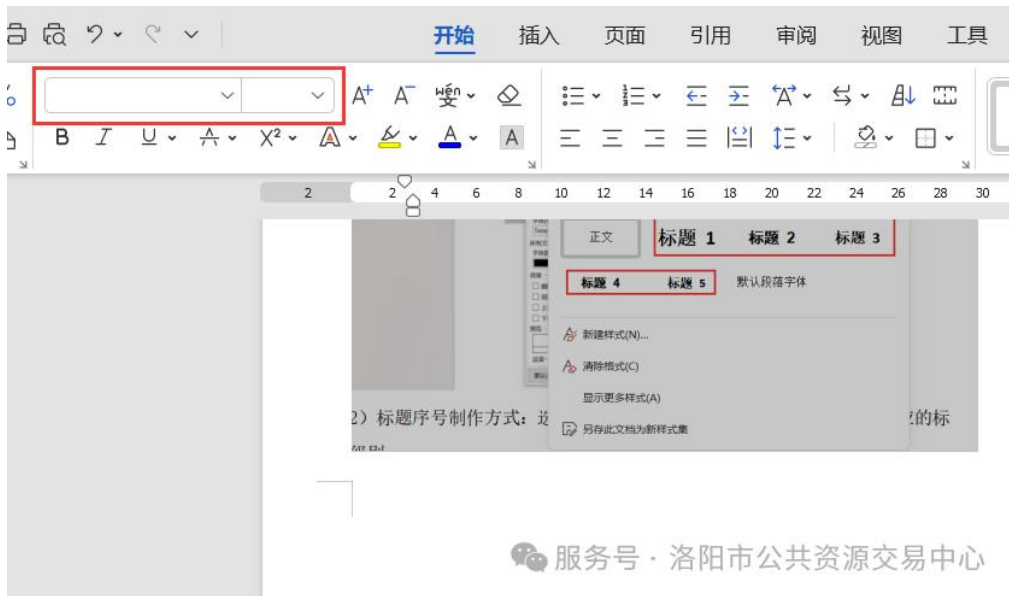 开始 插入 页面 引用 审阅 视图 工具
A+ A- wén 变 A
B I U A X² A A A
2 2 4 6 8 10 12 14 16 18 20 22 24 26 28 30
正文 标题 1 标题 2 标题 3
标题 4 标题 5 默认段落字体
新建样式(N)...
清除格式(C)
显示更多样式(A)
另存此文档为新样式集
2）标题序号制作方式：
的标
服务号 · 洛阳市公共资源交易中心